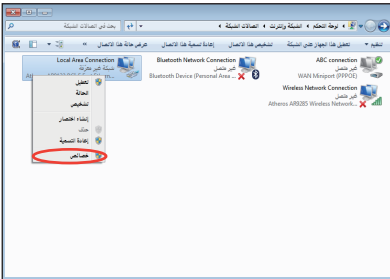 لوحة التحكم ◂ الشبكة وإنترنت ◂ اتصالات الشبكة
بحث في اتصالات الشبكة
تنظيم
تعطيل هذا الجهاز على الشبكة
تشخيص هذا الاتصال
إعادة تسمية هذا الاتصال
عرض حالة هذا الاتصال
»
ABC connection
غير متصل
WAN Miniport (PPPOE)
Bluetooth Network Connection
غير متصل
Bluetooth Device (Personal Area ...
Local Area Connection
شبكة غير معرّفة
Wireless Network Connection
غير متصل
Atheros AR9285 Wireless Network...
تعطيل
الحالة
تشخيص
إنشاء اختصار
حذف
إعادة التسمية
خصائص